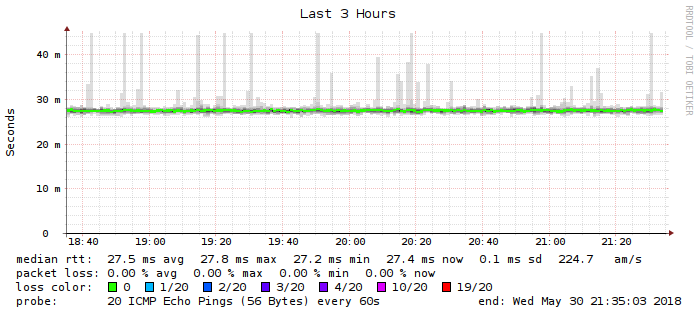 Last 3 Hours
RRDTOOL / TOBI OETIKER
Seconds
40 m
30 m
20 m
10 m
0
18:40 19:00 19:20 19:40 20:00 20:20 20:40 21:00 21:20
median rtt: 27.5 ms avg 27.8 ms max 27.2 ms min 27.4 ms now 0.1 ms sd 224.7 am/s
packet loss: 0.00 % avg 0.00 % max 0.00 % min 0.00 % now
loss color: 0 1/20 2/20 3/20 4/20 10/20 19/20
probe: 20 ICMP Echo Pings (56 Bytes) every 60s end: Wed May 30 21:35:03 2018